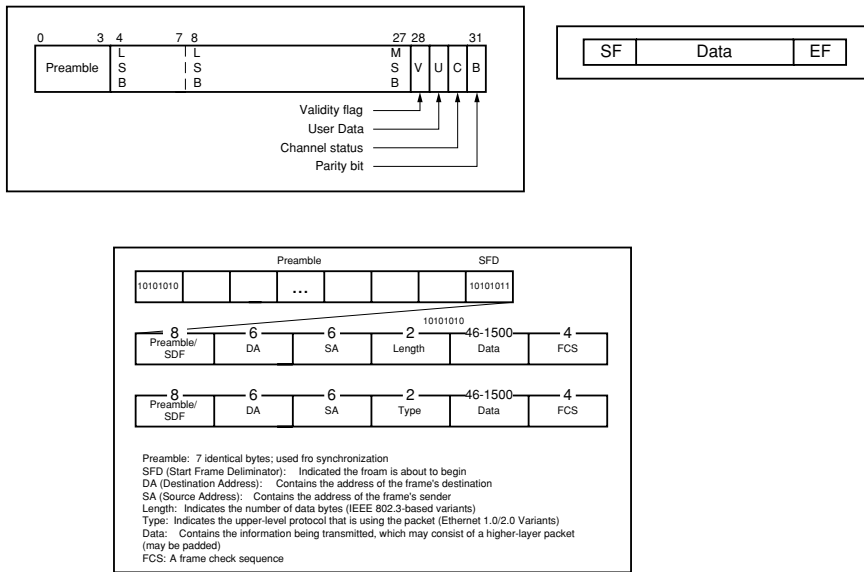 0 3 4 7 8 27 28 31
Preamble
L
S
B
L
S
B
M
S
B
V U C B
Validity flag
User Data
Channel status
Parity bit
SF Data EF
Preamble SFD
10101010 ... 10101011
10101010
8 6 6 2 46-1500 4
Preamble/
SDF
DA SA Length Data FCS
8 6 6 2 46-1500 4
Preamble/
SDF
DA SA Type Data FCS
Preamble: 7 identical bytes; used fro synchronization
SFD (Start Frame Deliminator): Indicated the froam is about to begin
DA (Destination Address): Contains the address of the frame's destination
SA (Source Address): Contains the address of the frame's sender
Length: Indicates the number of data bytes (IEEE 802.3-based variants)
Type: Indicates the upper-level protocol that is using the packet (Ethernet 1.0/2.0 Variants)
Data: Contains the information being transmitted, which may consist of a higher-layer packet
(may be padded)
FCS: A frame check sequence